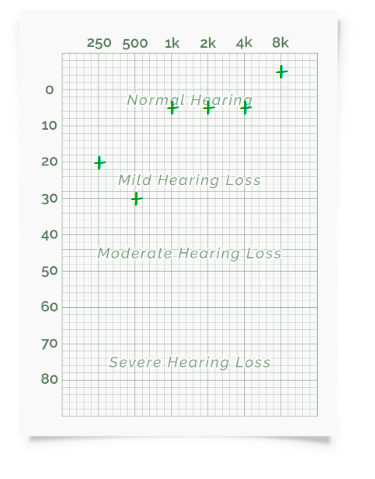 250 500 1k 2k 4k 8k
0
Normal Hearing
10
20
Mild Hearing Loss
30
40
Moderate Hearing Loss
50
60
70
Severe Hearing Loss
80